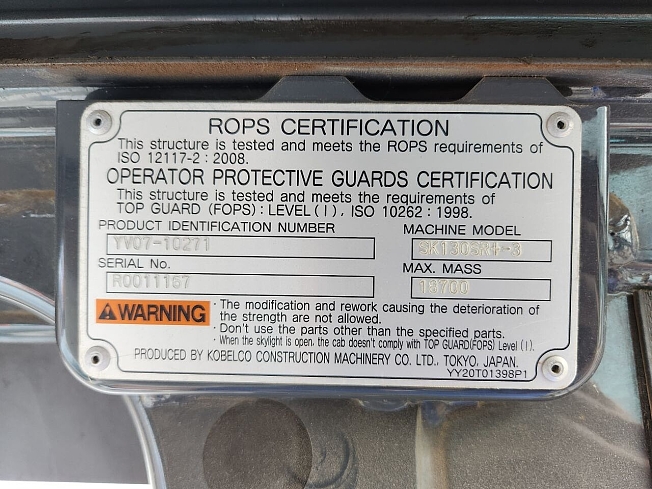 ROPS CERTIFICATION
This structure is tested and meets the ROPS requirements of
ISO 12117-2 : 2008.
OPERATOR PROTECTIVE GUARDS CERTIFICATION
This structure is tested and meets the requirements of
TOP GUARD (FOPS) : LEVEL (I), ISO 10262 : 1998.
PRODUCT IDENTIFICATION NUMBER
YV07-10271
MACHINE MODEL
SERIAL No.
R0011167
MAX. MASS
WARNING
· The modification and rework causing the deterioration of
the strength are not allowed.
· Don't use the parts other than the specified parts.
· When the skylight is open, the cab doesn't comply with TOP GUARD(FOPS) Level (I).
PRODUCED BY KOBELCO CONSTRUCTION MACHINERY CO. LTD. TOKYO, JAPAN.
YY20T01398P1